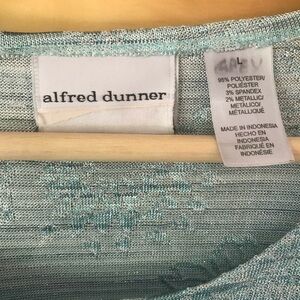 alfred dunner
L
95% POLYESTER/
POLIÉSTER
3% SPANDEX
2% METALLIC/
METÁLICO/
MÉTALLIQUE
MADE IN INDONESIA
HECHO EN
INDONESIA
FABRIQUÉ EN
INDONÉSIE